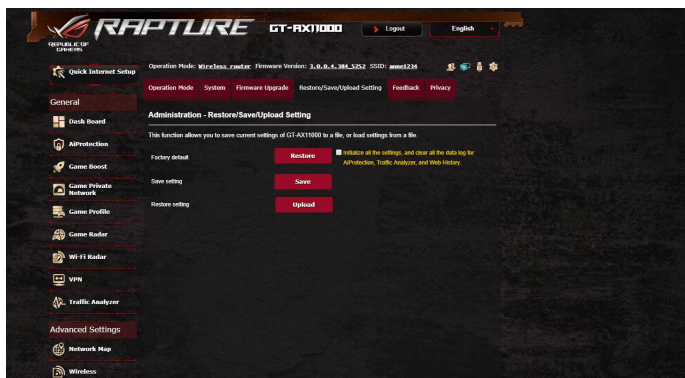 RAPTURE GT-AX11000 Logout English
REPUBLIC OF
GAMERS
Quick Internet Setup
Operation Mode: Wireless router Firmware Version: 3.0.0.4.384_5252 SSID: anne1234
Operation Mode System Firmware Upgrade Restore/Save/Upload Setting Feedback Privacy
General
Administration - Restore/Save/Upload Setting
Dash Board
This function allows you to save current settings of GT-AX11000 to a file, or load settings from a file.
AiProtection
Factory default Restore Initialize all the settings, and clear all the data log for
AiProtection, Traffic Analyzer, and Web History.
Game Boost
Save setting Save
Game Private
Network
Restore setting Upload
Game Profile
Game Radar
Wi-Fi Radar
VPN
Traffic Analyzer
Advanced Settings
Network Map
Wireless